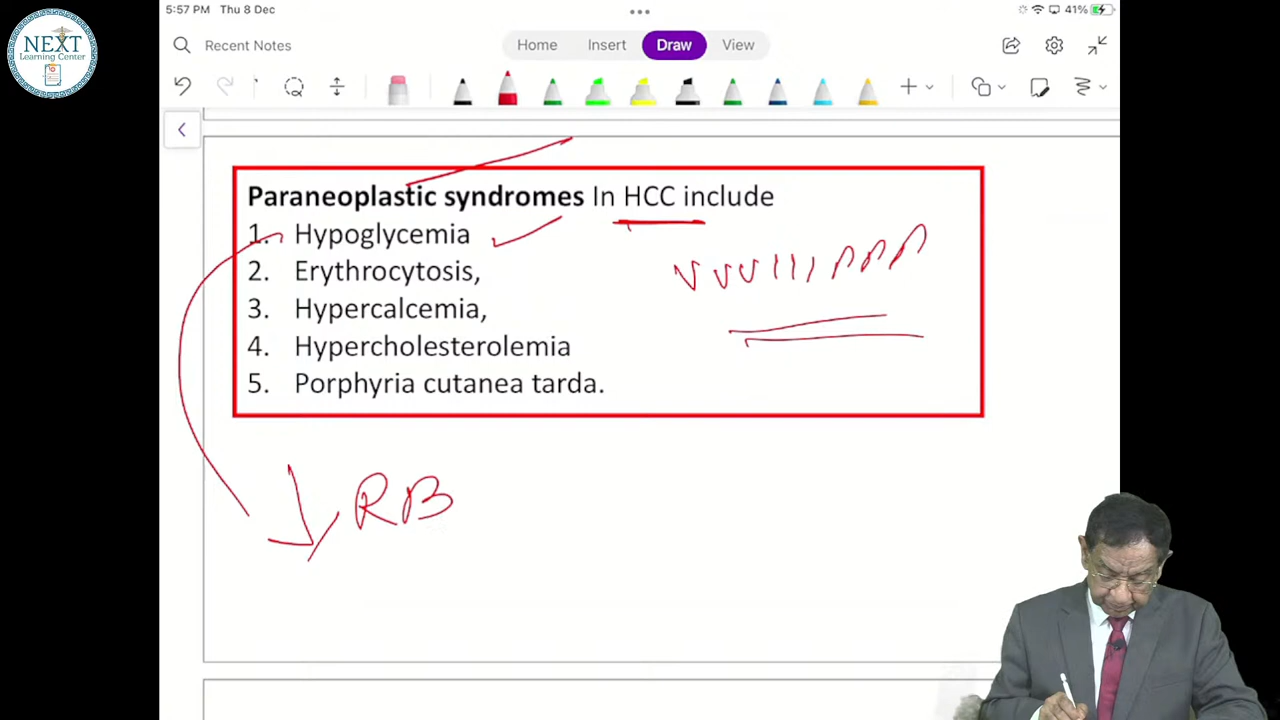 5:57 PM Thu 8 Dec
41%
NEXT
Learning Center
Recent Notes
Home Insert Draw View
Paraneoplastic syndromes In HCC include
1. Hypoglycemia
2. Erythrocytosis,
3. Hypercalcemia,
4. Hypercholesterolemia
5. Porphyria cutanea tarda.
↓ RB